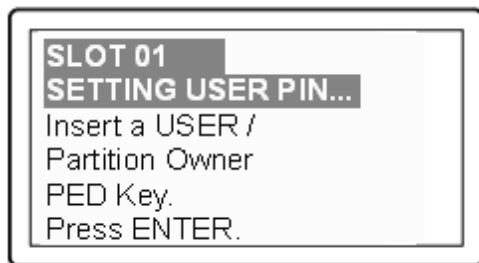 SLOT 01
SETTING USER PIN...
Insert a USER /
Partition Owner
PED Key.
Press ENTER.